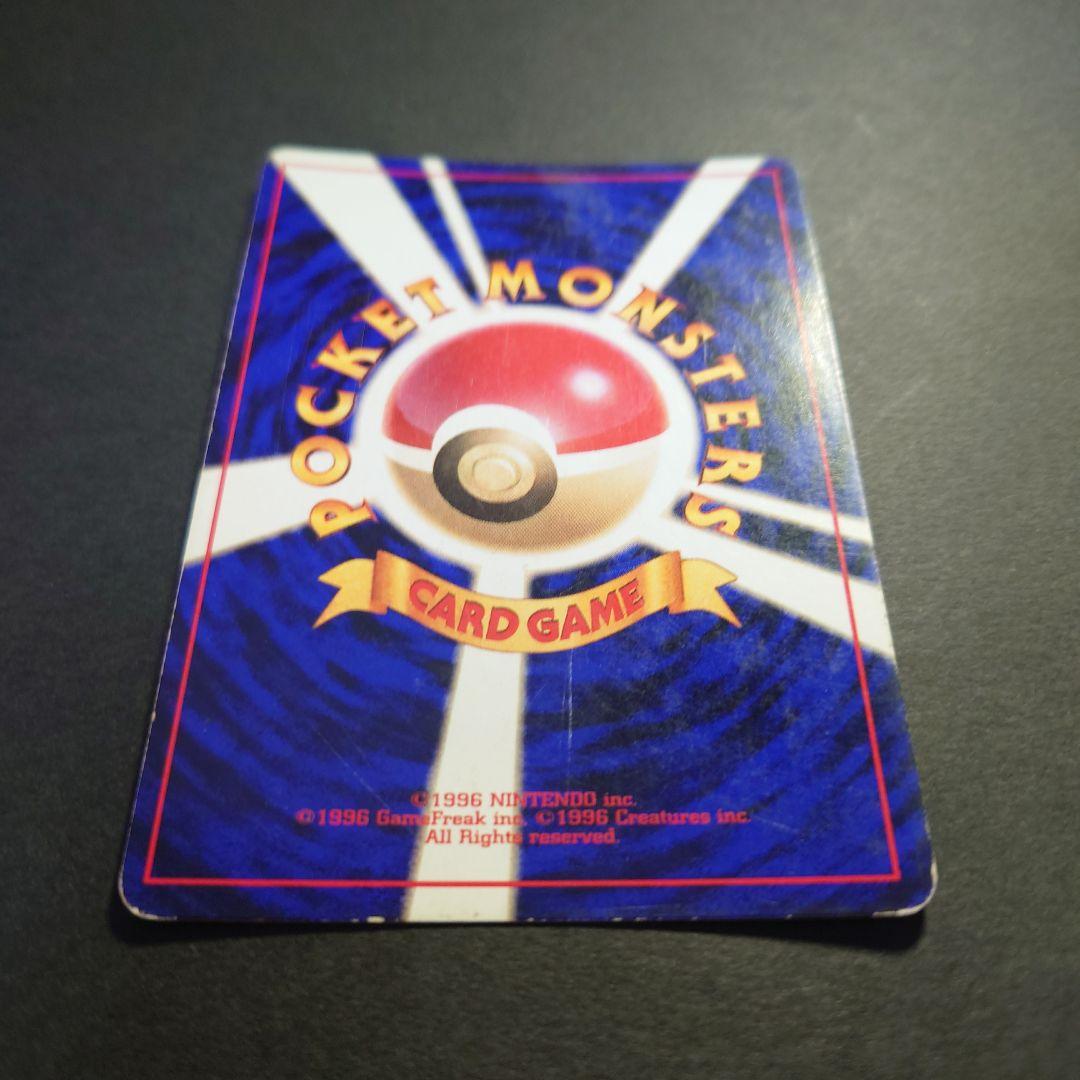 POCKET MONSTERS
CARD GAME
©1996 NINTENDO inc.
©1996 GameFreak inc. ©1996 Creatures inc.
All Rights reserved.